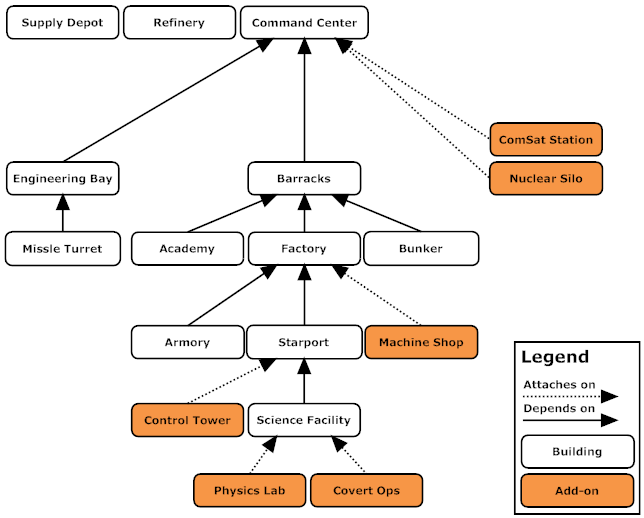 Supply Depot
Refinery
Command Center
ComSat Station
Engineering Bay
Barracks
Nuclear Silo
Missle Turret
Academy
Factory
Bunker
Armory
Starport
Machine Shop
Legend
Attaches on
Depends on
Control Tower
Science Facility
Building
Physics Lab
Covert Ops
Add-on